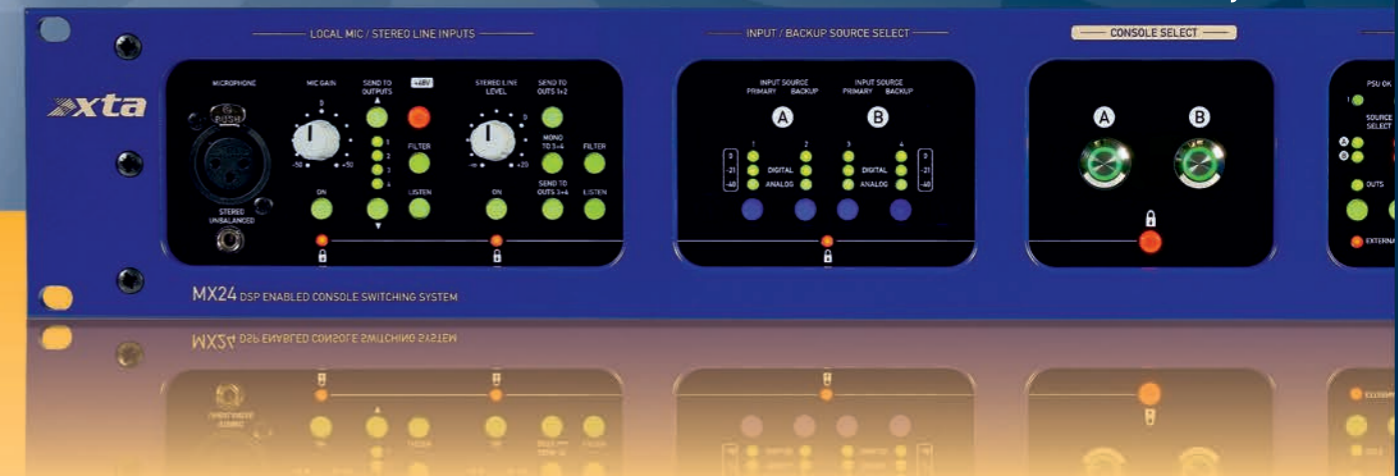 LOCAL MIC / STEREO LINE INPUTS
INPUT / BACKUP SOURCE SELECT
CONSOLE SELECT
xta
MICROPHONE
PUSH
STEREO
UNBALANCED
MIC GAIN
0
-50 +50
ON
SEND TO
OUTPUTS
1
2
3
4
+48V
FILTER
LISTEN
STEREO LINE
LEVEL
0
-∞ +20
ON
SEND TO
OUTS 1+2
MONO
TO 3+4
SEND TO
OUTS 3+4
FILTER
LISTEN
INPUT SOURCE
PRIMARY BACKUP
A
INPUT SOURCE
PRIMARY BACKUP
B
1 2 3 4
0
-21
-40
DIGITAL
ANALOG
DIGITAL
ANALOG
0
-21
-40
A B
PSU OK
1
SOURCE
SELECT
A
B
OUTS
MX24 DSP ENABLED CONSOLE SWITCHING SYSTEM